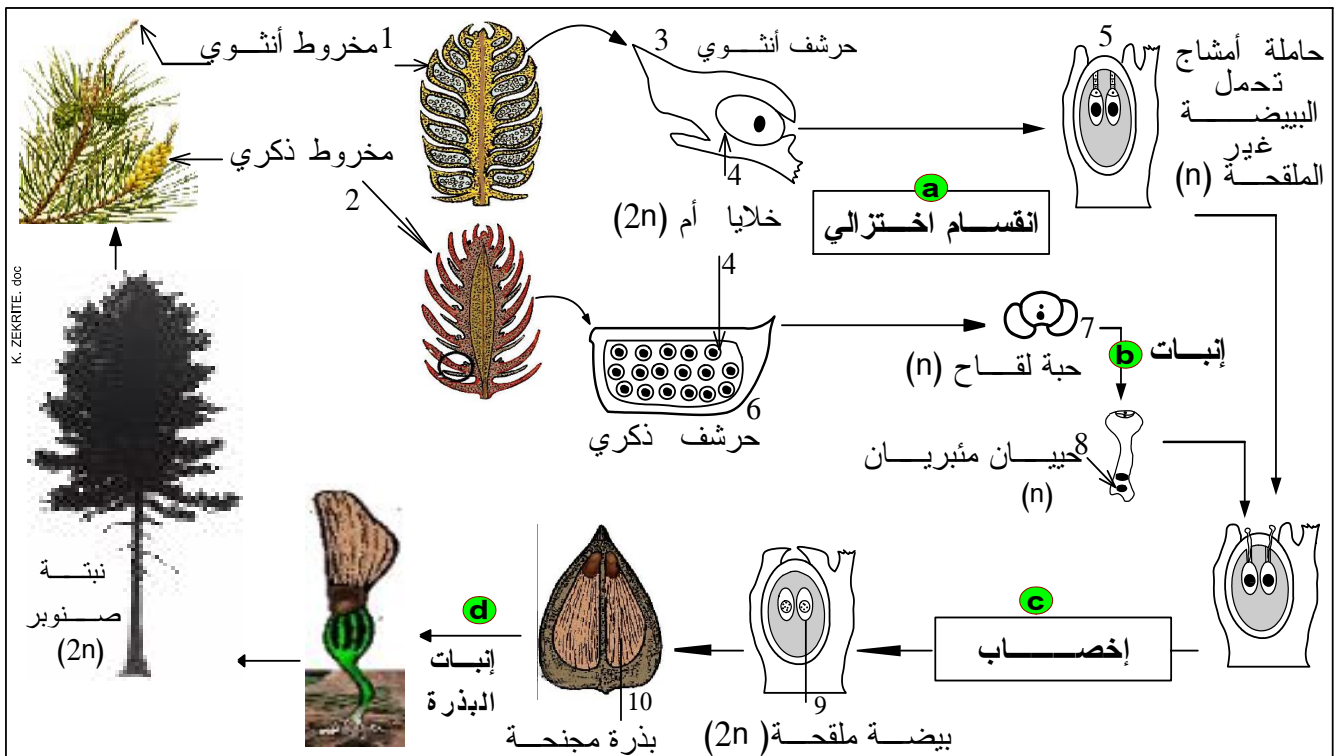 1 مخروط أنثوي
مخروط ذكري
2
3 حرشف أنثوي
4
خلايا أم (2n)
4
a
انقسام اختزالي
5
حاملة أمشاج
تحمل
البييضة
غير
الملقحة (n)
6
حرشف ذكري
7
حبة لقاح (n)
b
إنبات
8
حييان مئبريان
(n)
c
إخصاب
9
بيضة ملقحة (2n)
10
بذرة مجنحة
d
إنبات
البذرة
نبتة
صنوبر
(2n)
K. ZEKRITE. doc